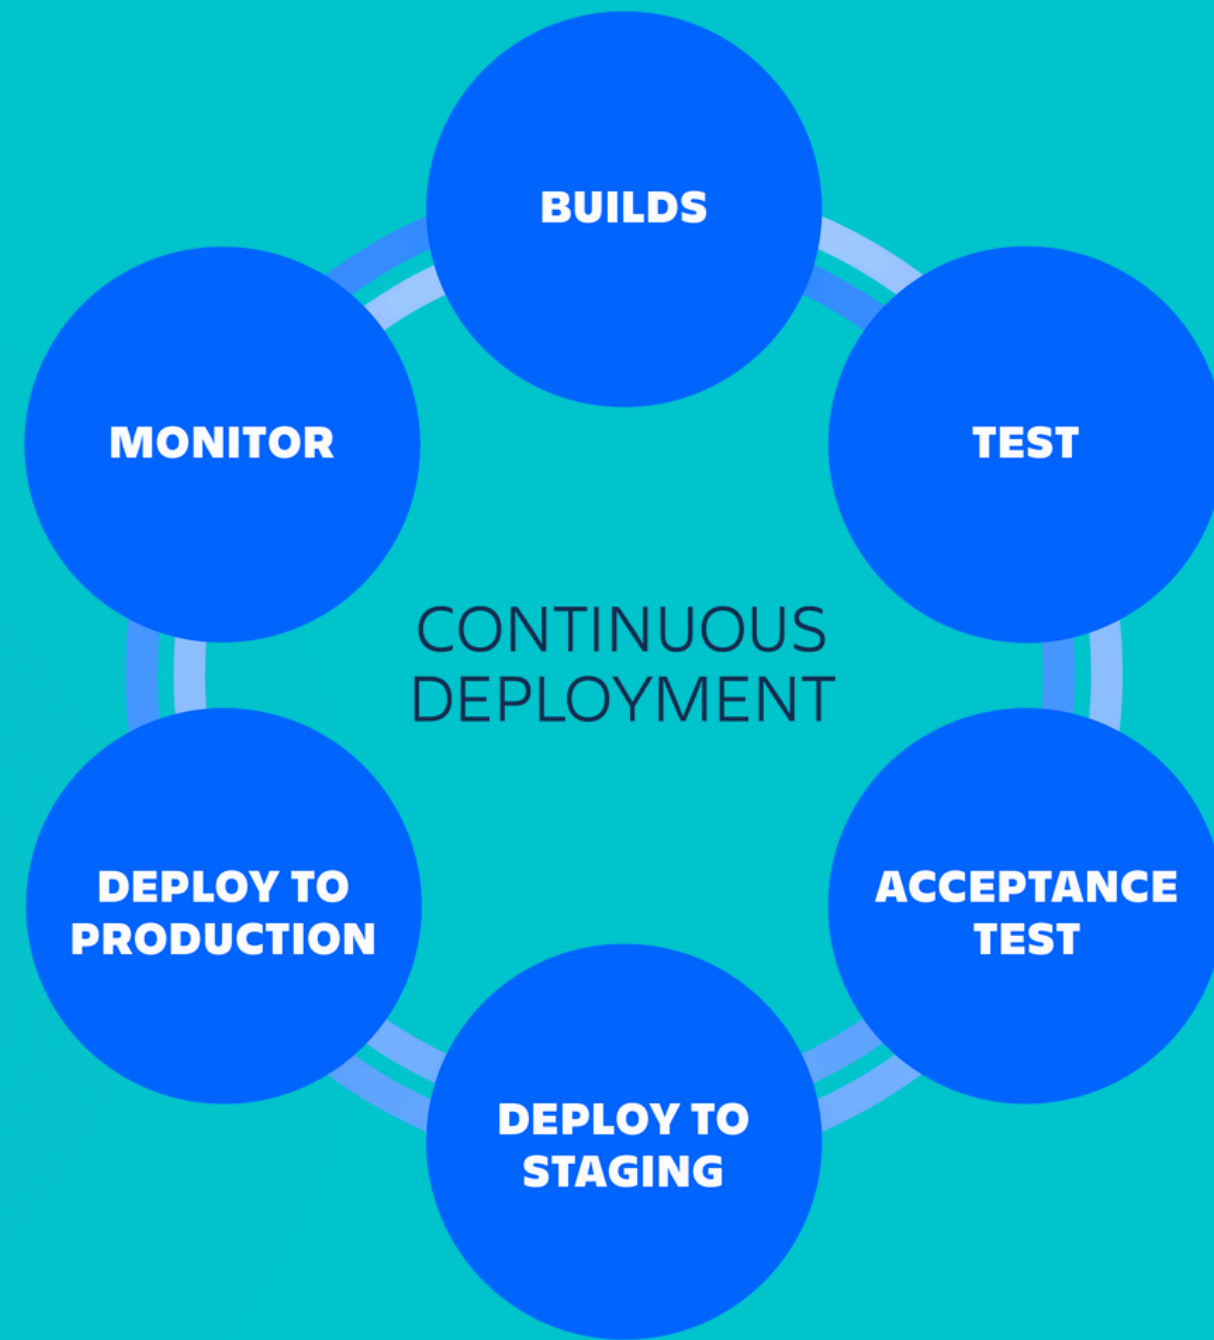 BUILDS
TEST
ACCEPTANCE
TEST
DEPLOY TO
STAGING
DEPLOY TO
PRODUCTION
MONITOR
CONTINUOUS
DEPLOYMENT